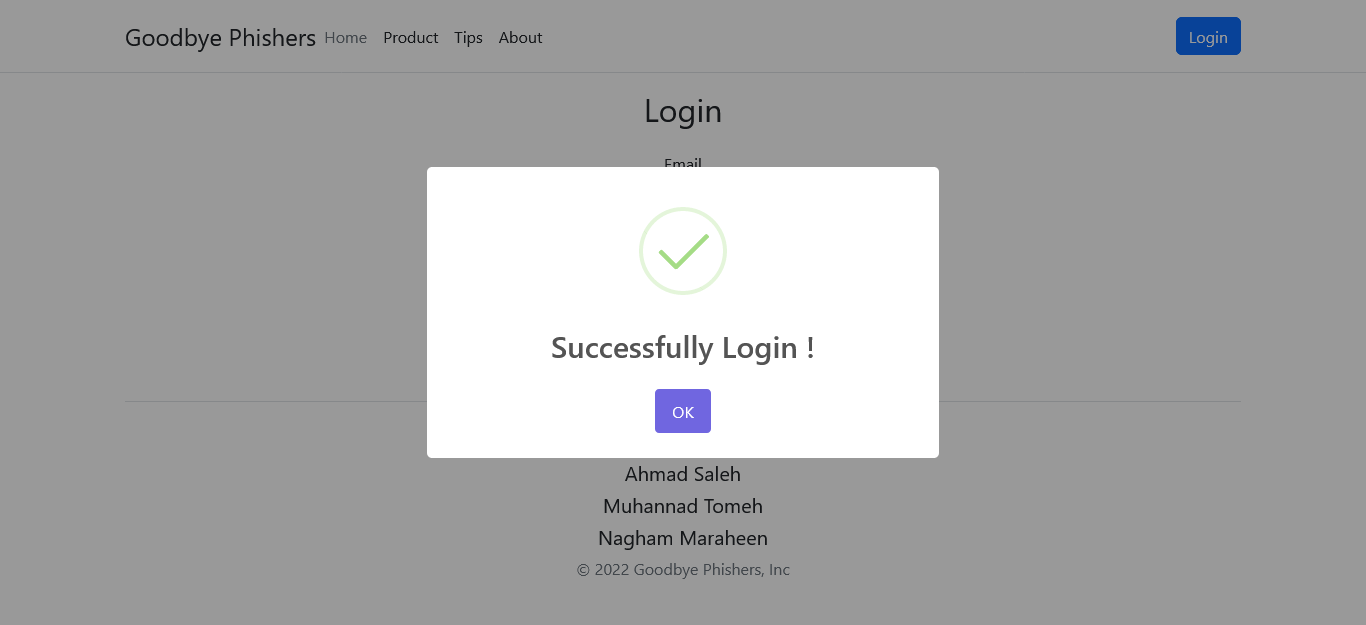 Goodbye Phishers Home Product Tips About Login
Login
Email
Successfully Login !
OK
Ahmad Saleh
Muhannad Tomeh
Nagham Maraheen
© 2022 Goodbye Phishers, Inc